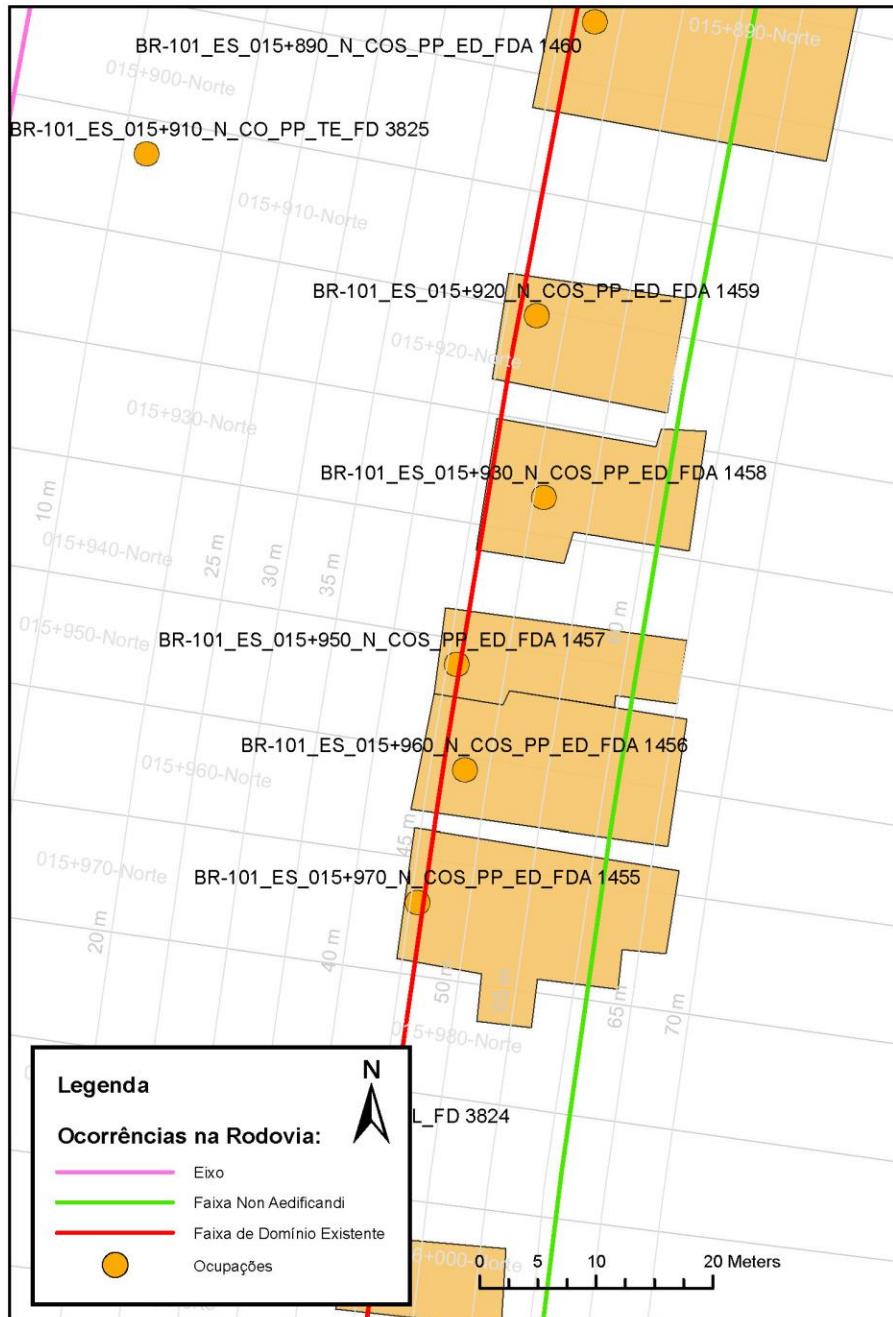 015+890-Norte
BR-101_ES_015+890_N_COS_PP_ED_FDA 1460
015+900-Norte
BR-101_ES_015+910_N_CO_PP_TE_FD 3825
015+910-Norte
BR-101_ES_015+920_N_COS_PP_ED_FDA 1459
015+920-Norte
015+930-Norte
BR-101_ES_015+930_N_COS_PP_ED_FDA 1458
10 m
25 m
30 m
35 m
015+940-Norte
015+950-Norte
BR-101_ES_015+950_N_COS_PP_ED_FDA 1457
BR-101_ES_015+960_N_COS_PP_ED_FDA 1456
015+960-Norte
45 m
015+970-Norte
BR-101_ES_015+970_N_COS_PP_ED_FDA 1455
20 m
40 m
50 m
65 m
70 m
015+980-Norte
N
Legenda
L_FD 3824
Ocorrências na Rodovia:
Eixo
Faixa Non Aedificandi
Faixa de Domínio Existente
Ocupações
+000-Norte
0 5 10 20 Meters